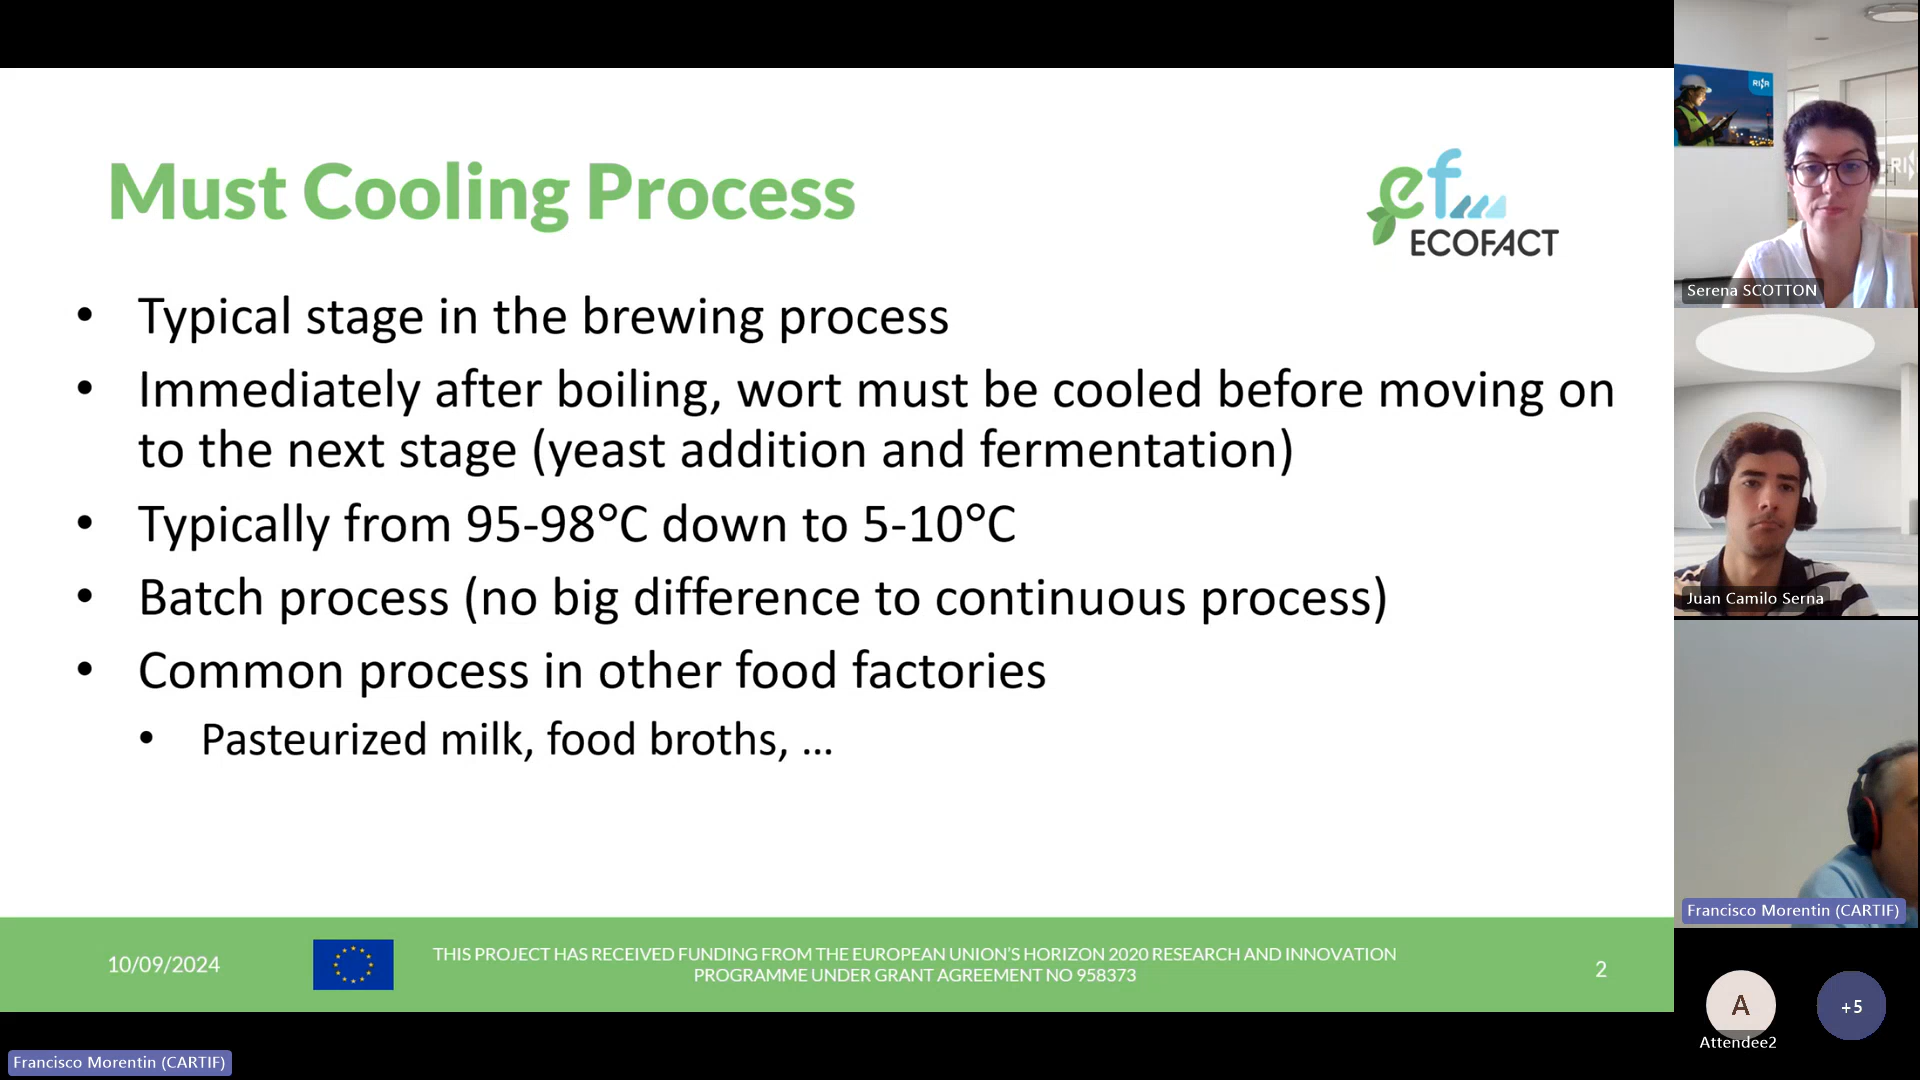 Must Cooling Process
ef
ECOFACT
• Typical stage in the brewing process
• Immediately after boiling, wort must be cooled before moving on
to the next stage (yeast addition and fermentation)
• Typically from 95-98°C down to 5-10°C
• Batch process (no big difference to continuous process)
• Common process in other food factories
• Pasteurized milk, food broths, ...
10/09/2024
THIS PROJECT HAS RECEIVED FUNDING FROM THE EUROPEAN UNION'S HORIZON 2020 RESEARCH AND INNOVATION
PROGRAMME UNDER GRANT AGREEMENT NO 958373
2
Francisco Morentin (CARTIF)
RINA
Serena SCOTTON
Juan Camilo Serna
Francisco Morentin (CARTIF)
A
+5
Attendee2